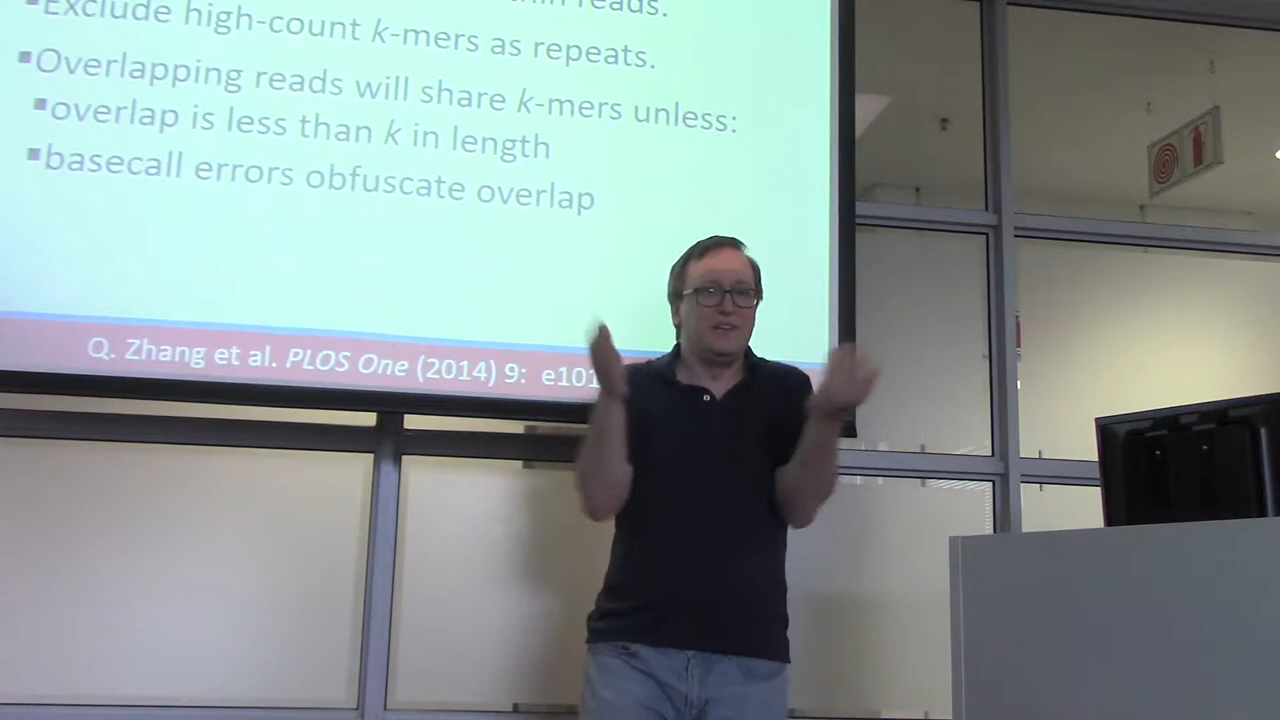 reads.
▪Exclude high-count k-mers as repeats.
▪Overlapping reads will share k-mers unless:
▪overlap is less than k in length
▪basecall errors obfuscate overlap
Q. Zhang et al. PLOS One (2014) 9: e101